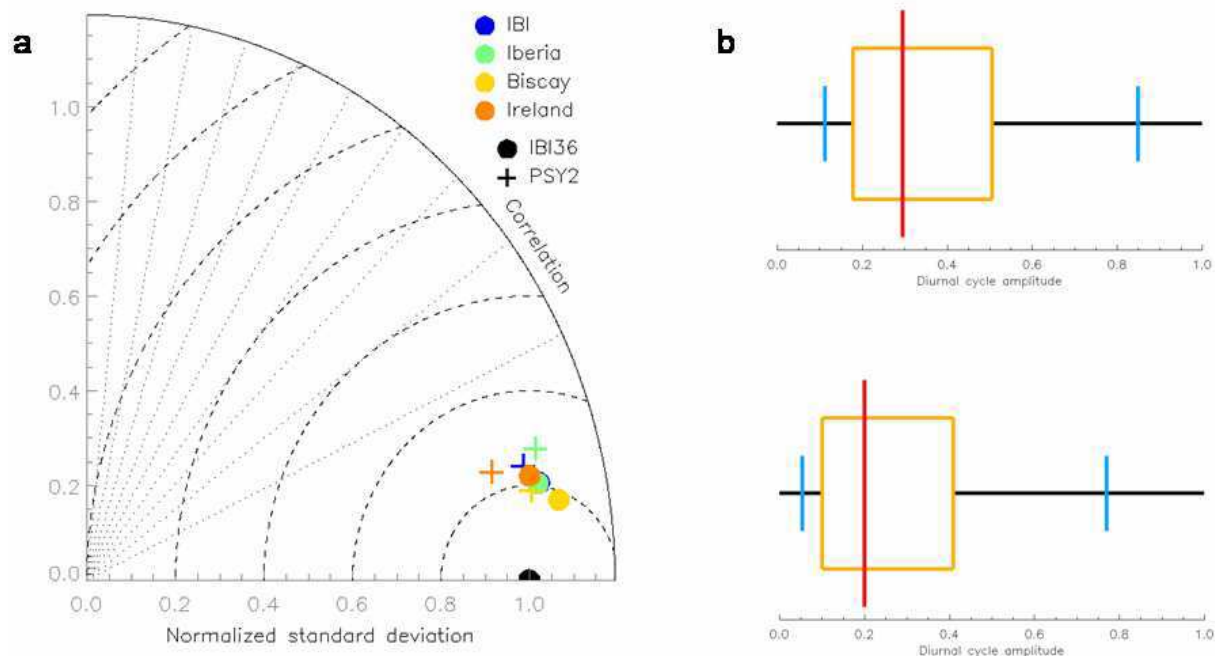 a
IBI
Iberia
Biscay
Ireland
IBI36
PSY2
Correlation
1.0
0.8
0.6
0.4
0.2
0.0
0.0 0.2 0.4 0.6 0.8 1.0
Normalized standard deviation
b
0.0 0.2 0.4 0.6 0.8 1.0
Diurnal cycle amplitude
0.0 0.2 0.4 0.6 0.8 1.0
Diurnal cycle amplitude